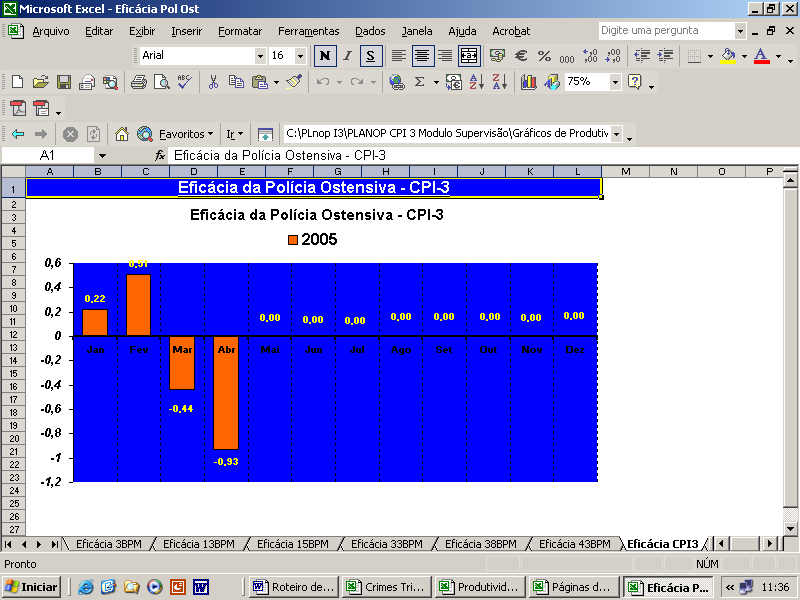 Microsoft Excel - Eficácia Pol Ost
Arquivo Editar Exibir Inserir Formatar Ferramentas Dados Janela Ajuda Acrobat Digite uma pergunta
Arial 16 N I S € % 000
75%
Favoritos Ir C:\PLnop I3\PLANOP CPI 3 Modulo Supervisão\Gráficos de Produtiv
A1 fx Eficácia da Polícia Ostensiva - CPI-3
A B C D E F G H I J K L M N O P
1 Eficácia da Polícia Ostensiva - CPI-3
2
3 Eficácia da Polícia Ostensiva - CPI-3
4
5 2005
6
7 0,6 0,51
8
9 0,4 0,22
10 0,2 0,00 0,00 0,00 0,00 0,00 0,00 0,00 0,00
11
12 0
13 Jan Fev Mar Abr Mai Jun Jul Ago Set Out Nov Dez
14 -0,2
15
16 -0,4
17
18 -0,6 -0,44
19
20 -0,8
21
22 -1 -0,93
23
24 -1,2
25
26
27
Eficácia 3BPM Eficácia 13BPM Eficácia 15BPM Eficácia 33BPM Eficácia 38BPM Eficácia 43BPM Eficácia CPI3
Pronto NÚM
Iniciar Roteiro de... Crimes Tri... Produtivid... Páginas d... Eficácia P... « 11:36